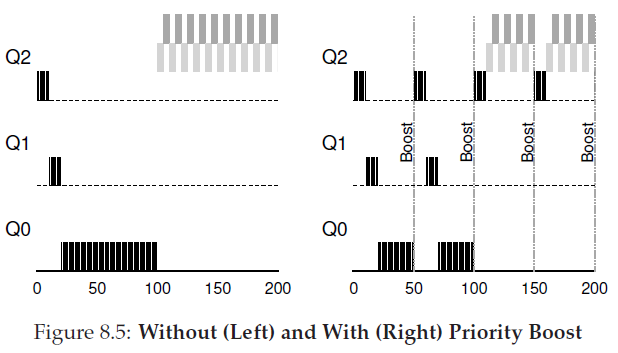 Q2
Q1
Q0
0 50 100 150 200
Q2
Q1
Boost Boost Boost Boost
Q0
0 50 100 150 200
Figure 8.5: Without (Left) and With (Right) Priority Boost